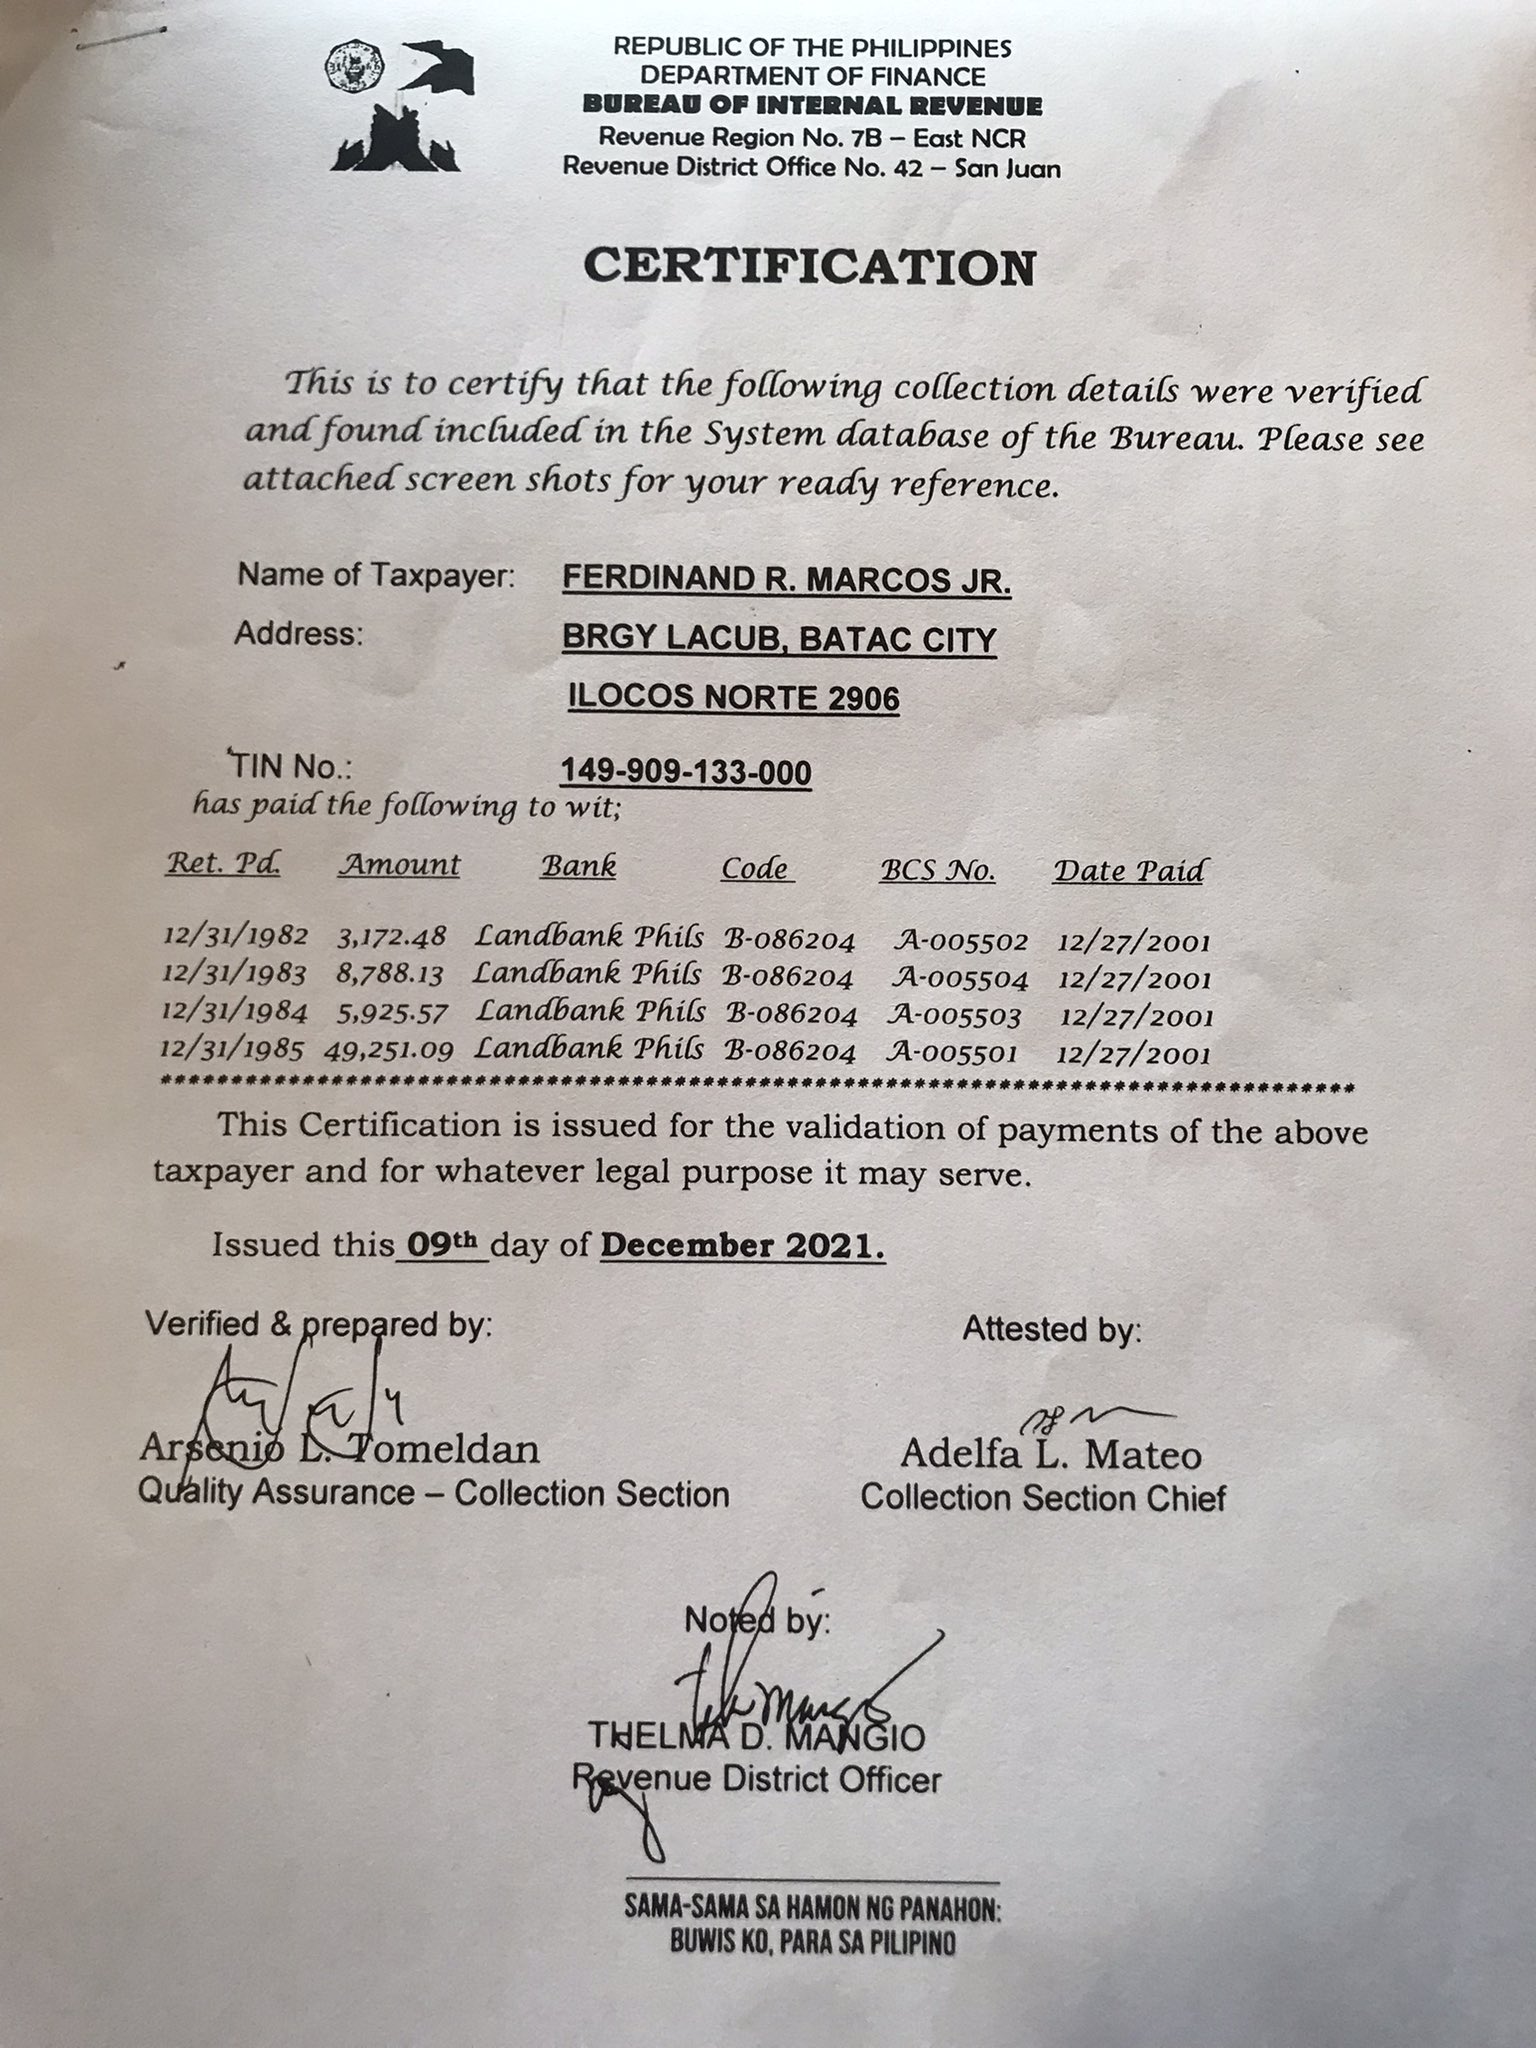 REPUBLIC OF THE PHILIPPINES
DEPARTMENT OF FINANCE
BUREAU OF INTERNAL REVENUE
Revenue Region No. 7B – East NCR
Revenue District Office No. 42 – San Juan
CERTIFICATION
This is to certify that the following collection details were verified
and found included in the System database of the Bureau. Please see
attached screen shots for your ready reference.
Name of Taxpayer: FERDINAND R. MARCOS JR.
Address: BRGY LACUB, BATAC CITY
ILOCOS NORTE 2906
TIN No.: 149-909-133-000
has paid the following to wit;
Ret. Pd. Amount Bank Code BCS No. Date Paid
12/31/1982 3,172.48 Landbank Phils B-086204 A-005502 12/27/2001
12/31/1983 8,788.13 Landbank Phils B-086204 A-005504 12/27/2001
12/31/1984 5,925.57 Landbank Phils B-086204 A-005503 12/27/2001
12/31/1985 49,251.09 Landbank Phils B-086204 A-005501 12/27/2001
This Certification is issued for the validation of payments of the above
taxpayer and for whatever legal purpose it may serve.
Issued this 09th day of December 2021.
Verified & prepared by: Attested by:
Arsenio L. Tomeldan Adelfa L. Mateo
Quality Assurance – Collection Section Collection Section Chief
Noted by:
THELMA D. MANGIO
Revenue District Officer
SAMA-SAMA SA HAMON NG PANAHON:
BUWIS KO, PARA SA PILIPINO